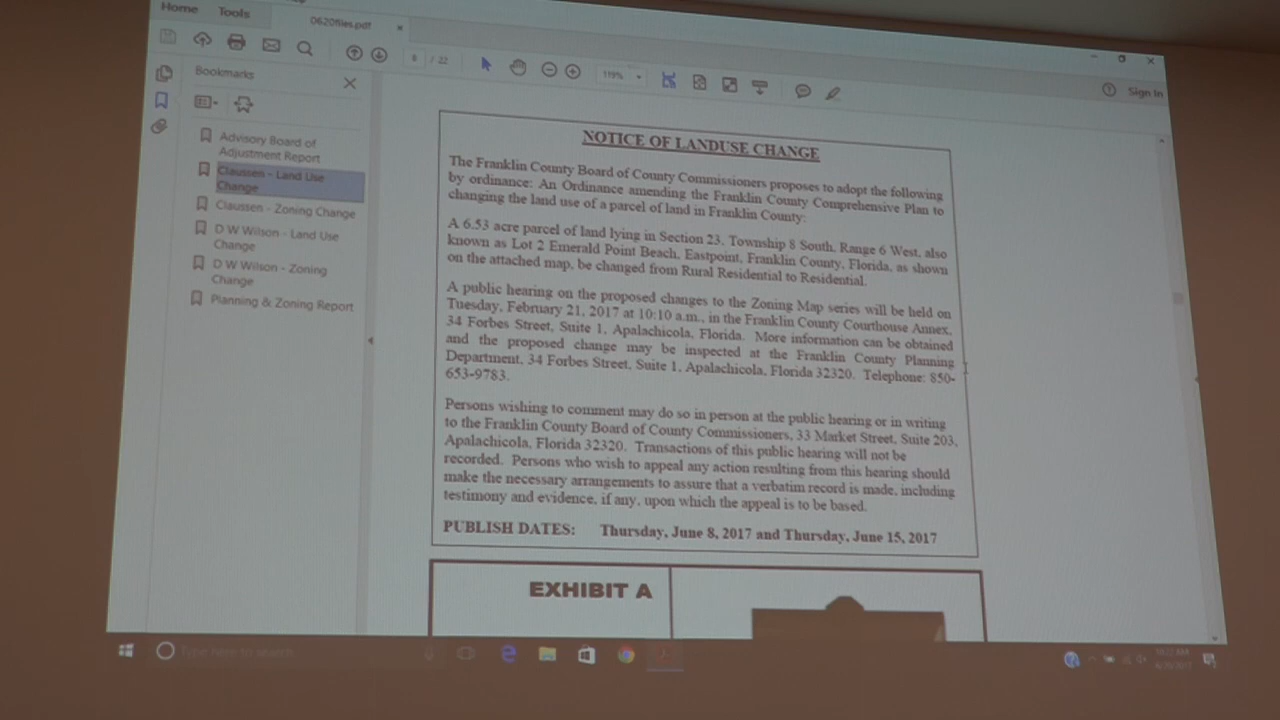 Home Tools 0620files.pdf
9 / 22 119% Sign In
Bookmarks
Advisory Board of
Adjustment Report
Claussen - Land Use
Change
Claussen - Zoning Change
D W Wilson - Land Use
Change
D W Wilson - Zoning
Change
Planning & Zoning Report
NOTICE OF LANDUSE CHANGE
The Franklin County Board of County Commissioners proposes to adopt the following
by ordinance: An Ordinance amending the Franklin County Comprehensive Plan to
changing the land use of a parcel of land in Franklin County:
A 6.53 acre parcel of land lying in Section 23, Township 8 South, Range 6 West, also
known as Lot 2 Emerald Point Beach, Eastpoint, Franklin County, Florida, as shown
on the attached map, be changed from Rural Residential to Residential.
A public hearing on the proposed changes to the Zoning Map series will be held on
Tuesday, February 21, 2017 at 10:10 a.m., in the Franklin County Courthouse Annex,
34 Forbes Street, Suite 1, Apalachicola, Florida. More information can be obtained
and the proposed change may be inspected at the Franklin County Planning
Department, 34 Forbes Street, Suite 1, Apalachicola, Florida 32320. Telephone: 850-
653-9783.
Persons wishing to comment may do so in person at the public hearing or in writing
to the Franklin County Board of County Commissioners, 33 Market Street, Suite 203,
Apalachicola, Florida 32320. Transactions of this public hearing will not be
recorded. Persons who wish to appeal any action resulting from this hearing should
make the necessary arrangements to assure that a verbatim record is made, including
testimony and evidence, if any, upon which the appeal is to be based.
PUBLISH DATES: Thursday, June 8, 2017 and Thursday, June 15, 2017
EXHIBIT A
Type here to search